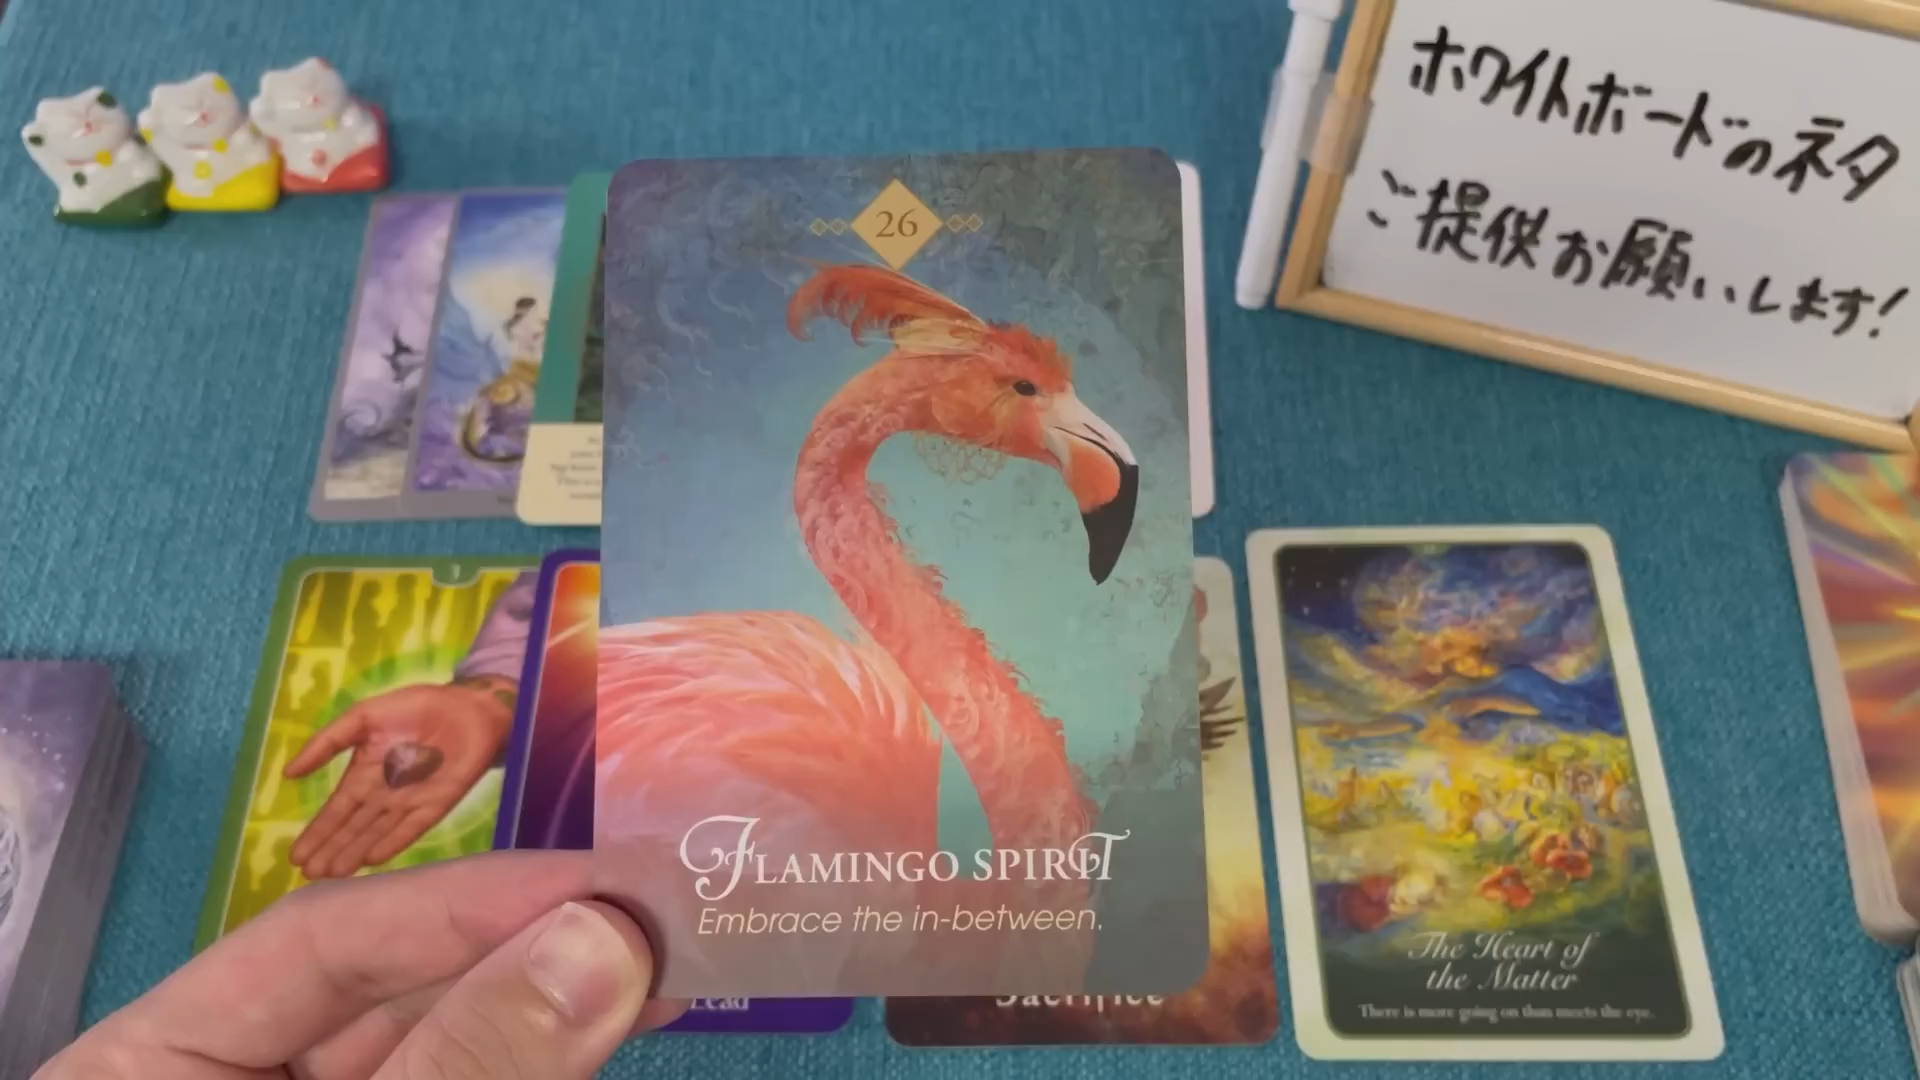 ホワイトボードのネタ
ご提供お願いします!
26
FLAMINGO SPIRIT
Embrace the in-between.
Lead
Sacrifice
The Heart of
the Matter
There is more going on than meets the eye.